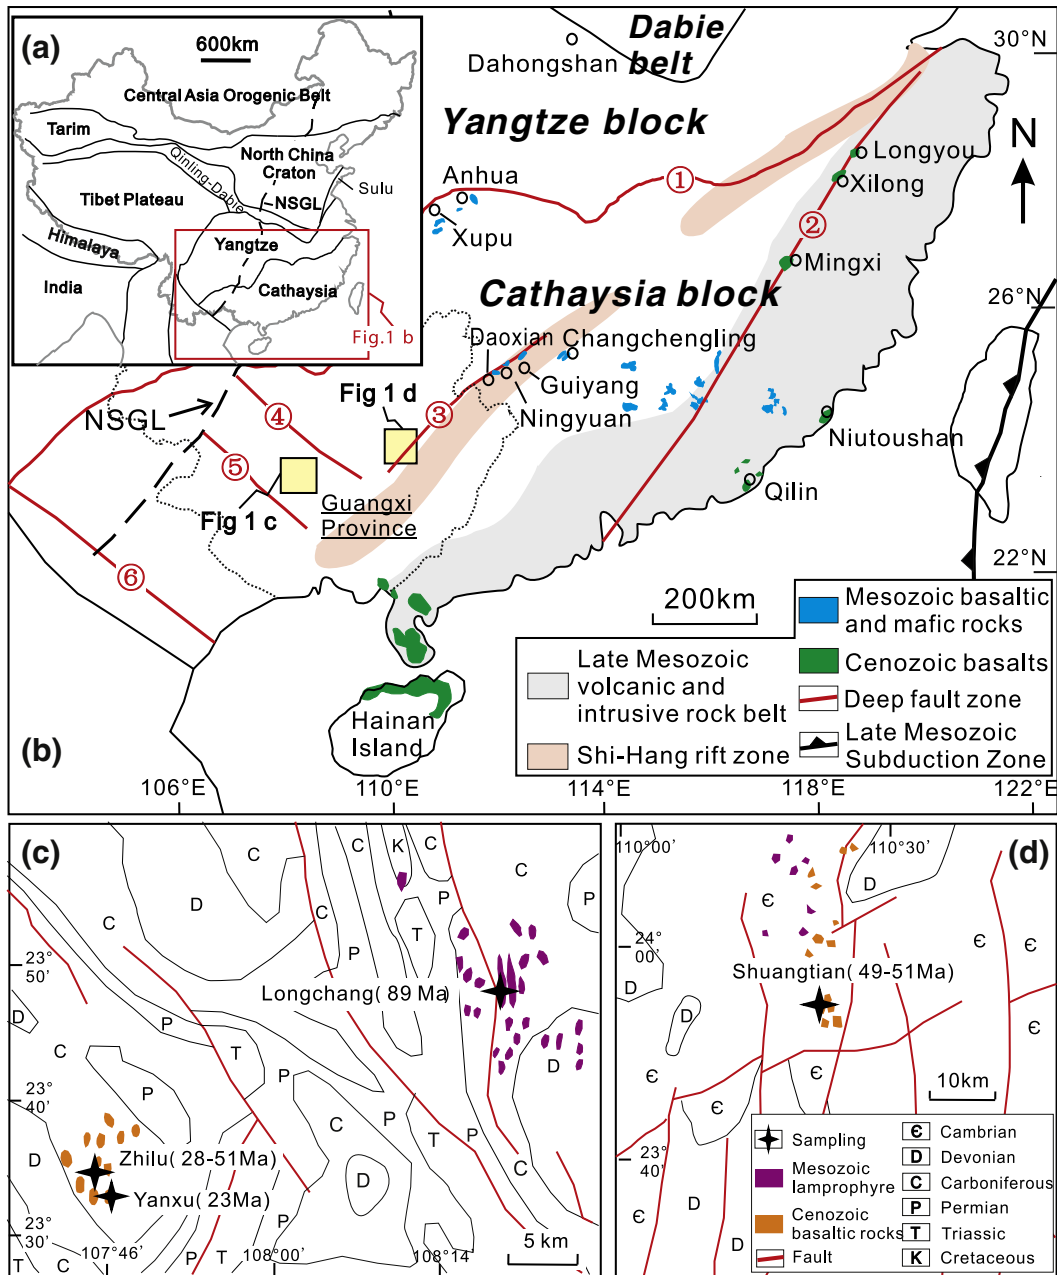 (a)
600km
Central Asia Orogenic Belt
Tarim
Qinling-Dabie
North China
Craton
Sulu
Tibet Plateau
NSGL
Himalaya
Yangtze
India
Cathaysia
Fig.1 b
Dabie
belt
Dahongshan
30°N
Yangtze block
N
①
Longyou
Xilong
Anhua
Xupu
②
Mingxi
Cathaysia block
26°N
Daoxian
Changchengling
Guiyang
Ningyuan
NSGL
Fig 1 d
③
④
⑤
Niutoushan
Qilin
Fig 1 c
Guangxi
Province
⑥
22°N
200km
Hainan
Island
(b)
Late Mesozoic
volcanic and
intrusive rock belt
Shi-Hang rift zone
Mesozoic basaltic
and mafic rocks
Cenozoic basalts
Deep fault zone
Late Mesozoic
Subduction Zone
106°E
110°E
114°E
118°E
122°E
(c)
C
C
C
K
C
P
D
C
C
P
T
P
23°
50'
Longchang( 89 Ma)
D
C
P
T
C
P
D
23°
40'
P
C
P
T
P
C
D
Zhilu( 28-51Ma)
Yanxu( 23Ma)
D
23°
30'
T
C
P
T
107°46'
108°00'
108°14'
5 km
(d)
110°00'
110°30'
D
Є
24°
00'
Є
Є
Shuangtian( 49-51Ma)
D
D
Є
Є
Є
10km
23°
40'
Є
D
D
Sampling
Mesozoic
lamprophyre
Cenozoic
basaltic rocks
Fault
Є Cambrian
D Devonian
C Carboniferous
P Permian
T Triassic
K Cretaceous